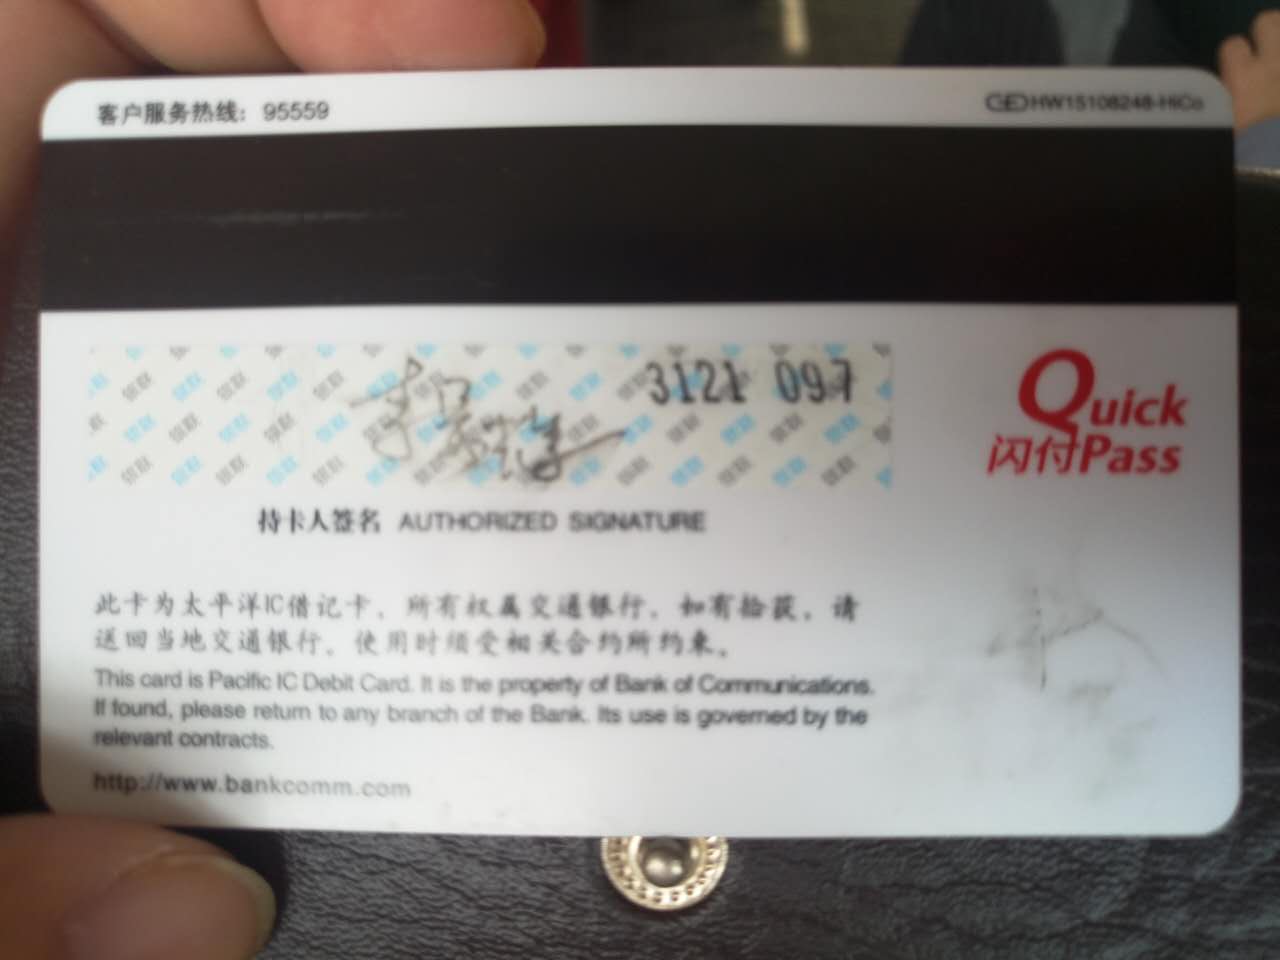 客户服务热线：95559
GD HW15108248-HiCo
3121 097
Quick
闪付Pass
持卡人签名 AUTHORIZED SIGNATURE
此卡为太平洋IC借记卡，所有权属交通银行，如有拾获，请
送回当地交通银行，使用时须受相关合约所约束。
This card is Pacific IC Debit Card. It is the property of Bank of Communications.
If found, please return to any branch of the Bank. Its use is governed by the
relevant contracts.
http://www.bankcomm.com